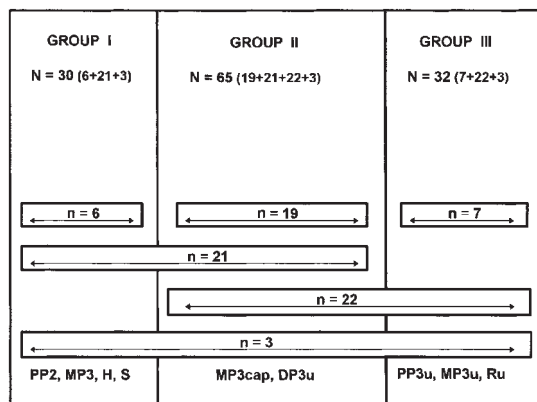 GROUP I GROUP II GROUP III
N = 30 (6+21+3) N = 65 (19+21+22+3) N = 32 (7+22+3)
n = 6 n = 19 n = 7
n = 21
n = 22
n = 3
PP2, MP3, H, S MP3cap, DP3u PP3u, MP3u, Ru